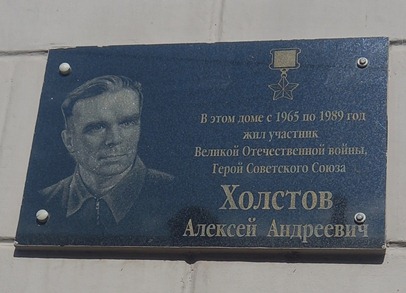 В этом доме с 1965 по 1989 год
жил участник
Великой Отечественной войны,
Герой Советского Союза
Холстов
Алексей Андреевич